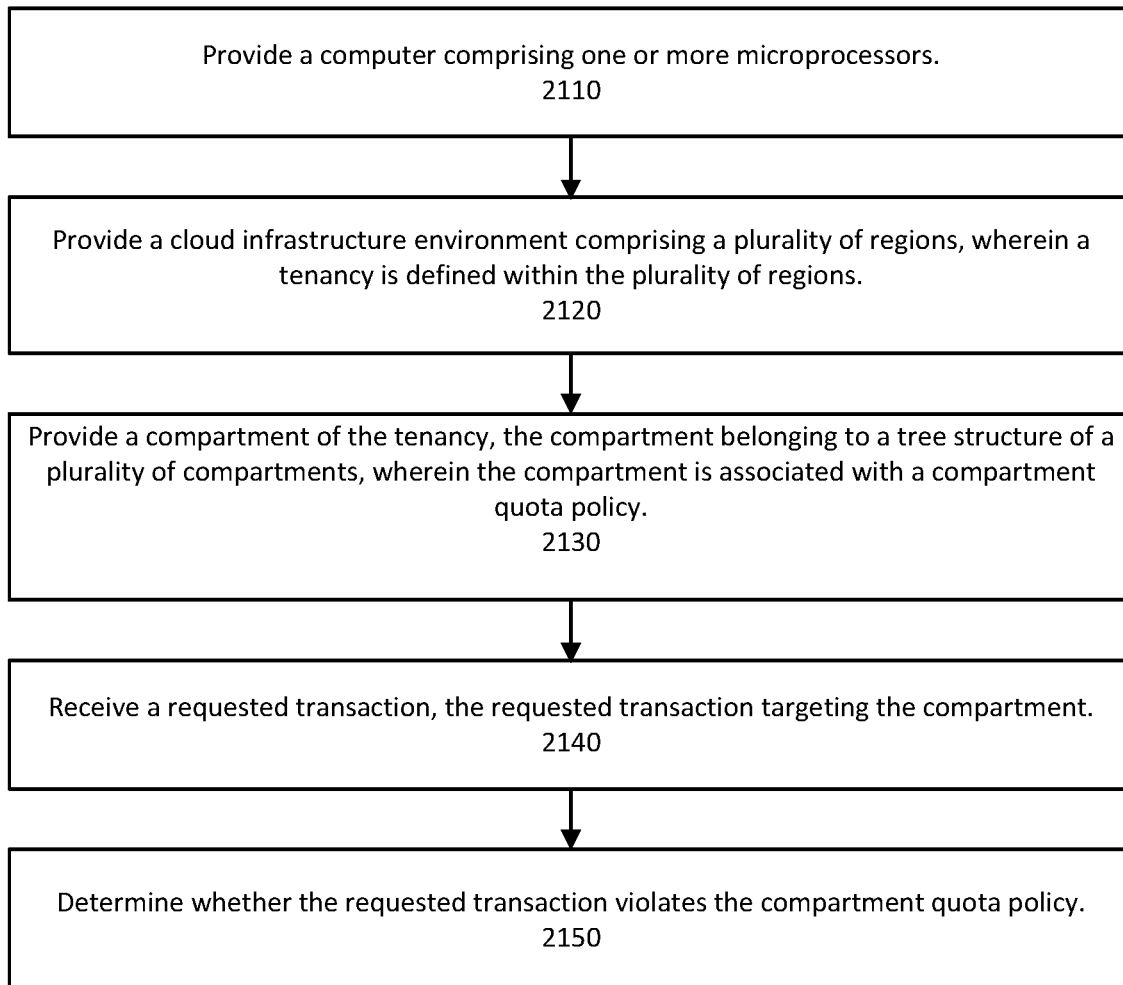 Provide a computer comprising one or more microprocessors.
2110
Provide a cloud infrastructure environment comprising a plurality of regions, wherein a
tenancy is defined within the plurality of regions.
2120
Provide a compartment of the tenancy, the compartment belonging to a tree structure of a
plurality of compartments, wherein the compartment is associated with a compartment
quota policy.
2130
Receive a requested transaction, the requested transaction targeting the compartment.
2140
Determine whether the requested transaction violates the compartment quota policy.
2150